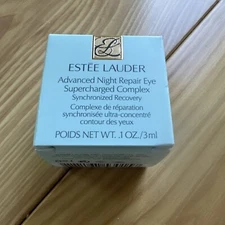 ESTÉE LAUDER
Advanced Night Repair Eye
Supercharged Complex
Synchronized Recovery
Complexe de réparation
synchronisée ultra-concentré
contour des yeux
POIDS NET WT. .1 OZ./3ml